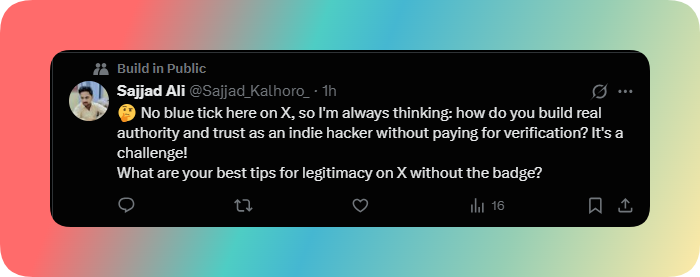 Build in Public
Sajjad Ali @Sajjad_Kalhoro_ · 1h
🤔 No blue tick here on X, so I'm always thinking: how do you build real
authority and trust as an indie hacker without paying for verification? It's a
challenge!
What are your best tips for legitimacy on X without the badge?
16